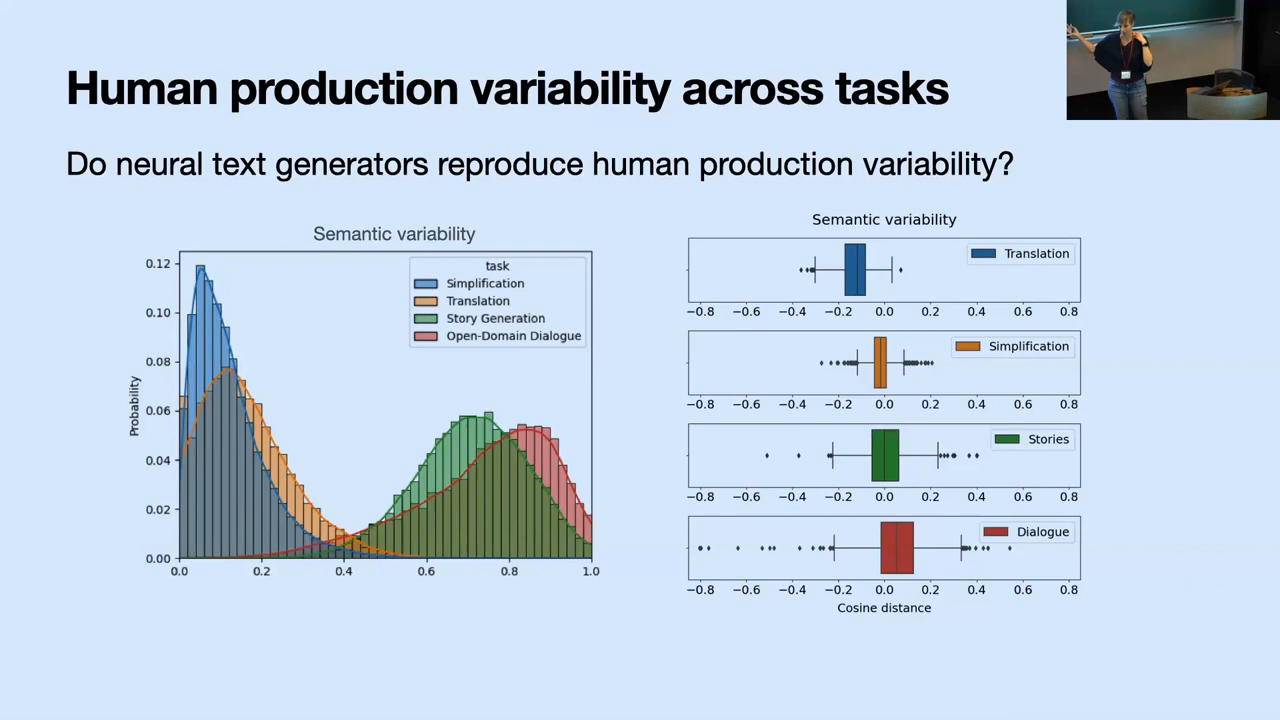 Human production variability across tasks
Do neural text generators reproduce human production variability?
Semantic variability
task
Simplification
Translation
Story Generation
Open-Domain Dialogue
0.12
0.10
0.08
0.06
0.04
0.02
0.00
Probability
0.0 0.2 0.4 0.6 0.8 1.0
Semantic variability
Translation
−0.8 −0.6 −0.4 −0.2 0.0 0.2 0.4 0.6 0.8
Simplification
−0.8 −0.6 −0.4 −0.2 0.0 0.2 0.4 0.6 0.8
Stories
−0.8 −0.6 −0.4 −0.2 0.0 0.2 0.4 0.6 0.8
Dialogue
−0.8 −0.6 −0.4 −0.2 0.0 0.2 0.4 0.6 0.8
Cosine distance